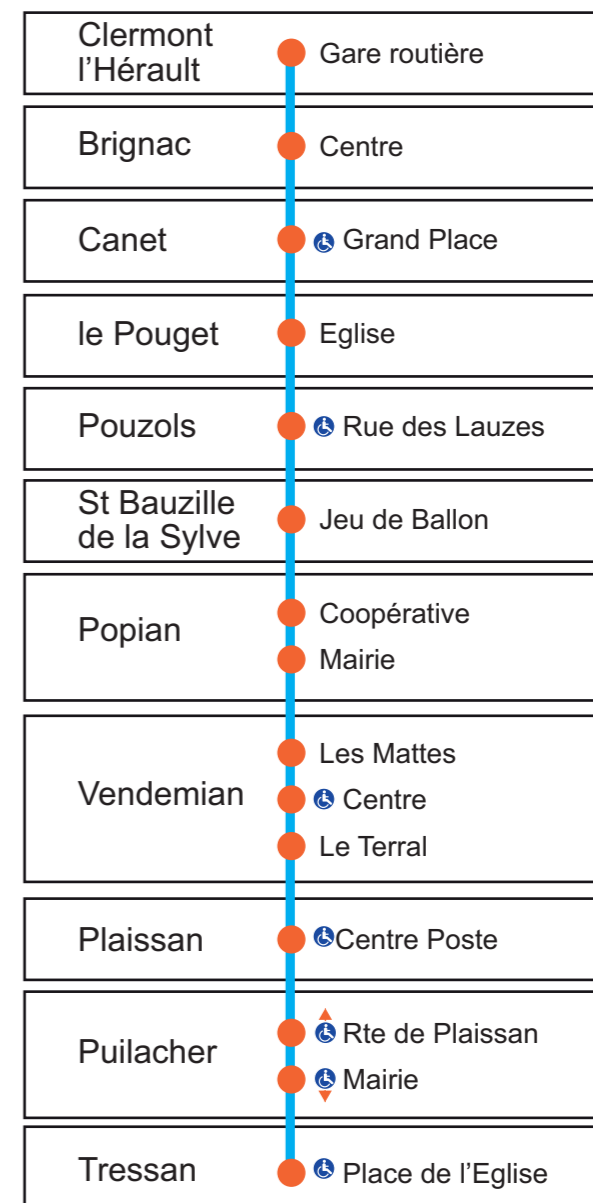 Clermont
l'Hérault
Gare routière
Brignac
Centre
Canet
Grand Place
le Pouget
Eglise
Pouzols
Rue des Lauzes
St Bauzille
de la Sylve
Jeu de Ballon
Popian
Coopérative
Mairie
Vendemian
Les Mattes
Centre
Le Terral
Plaissan
Centre Poste
Puilacher
Rte de Plaissan
Mairie
Tressan
Place de l'Eglise